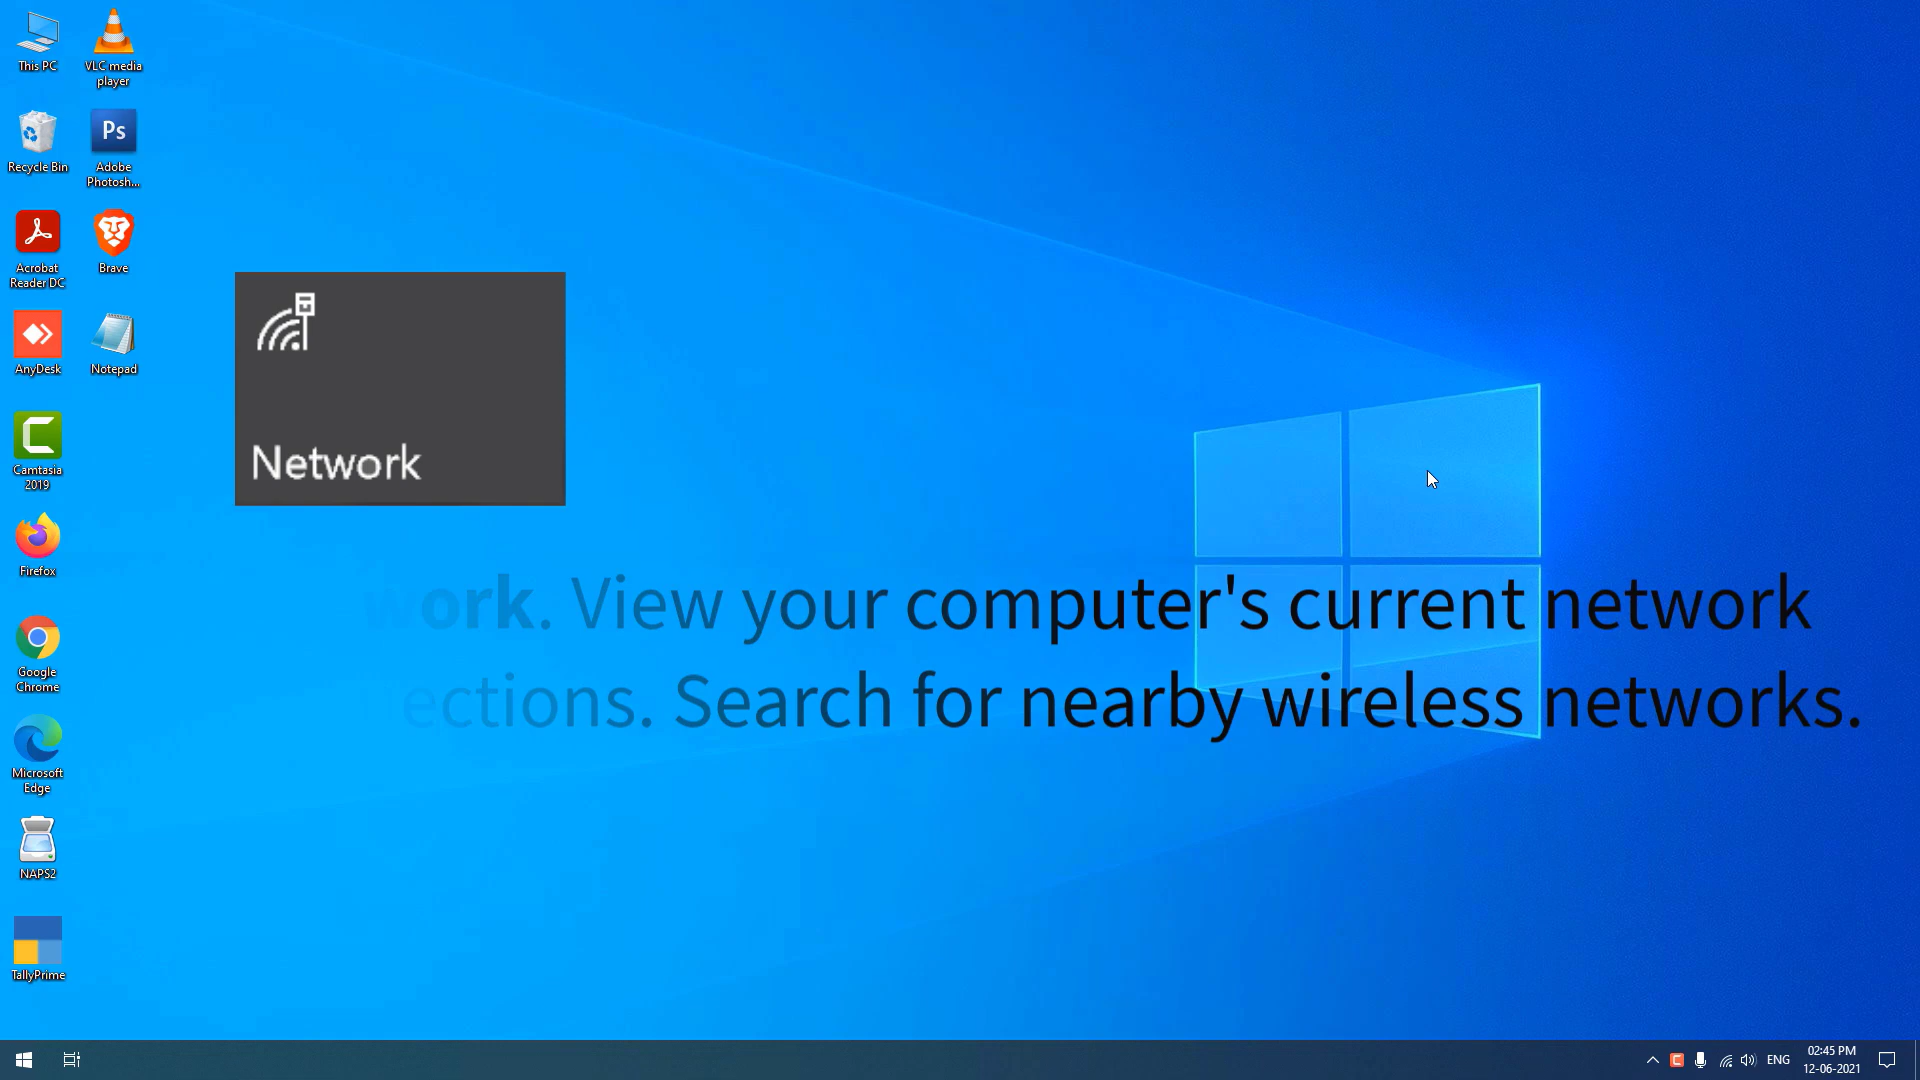 This PC
VLC media
player
Recycle Bin
Ps
Adobe
Photosh...
Acrobat
Reader DC
Brave
AnyDesk
Notepad
Camtasia
2019
Firefox
Google
Chrome
Microsoft
Edge
NAPS2
TallyPrime
Network
work. View your computer's current network
ections. Search for nearby wireless networks.
ENG
02:45 PM
12-06-2021